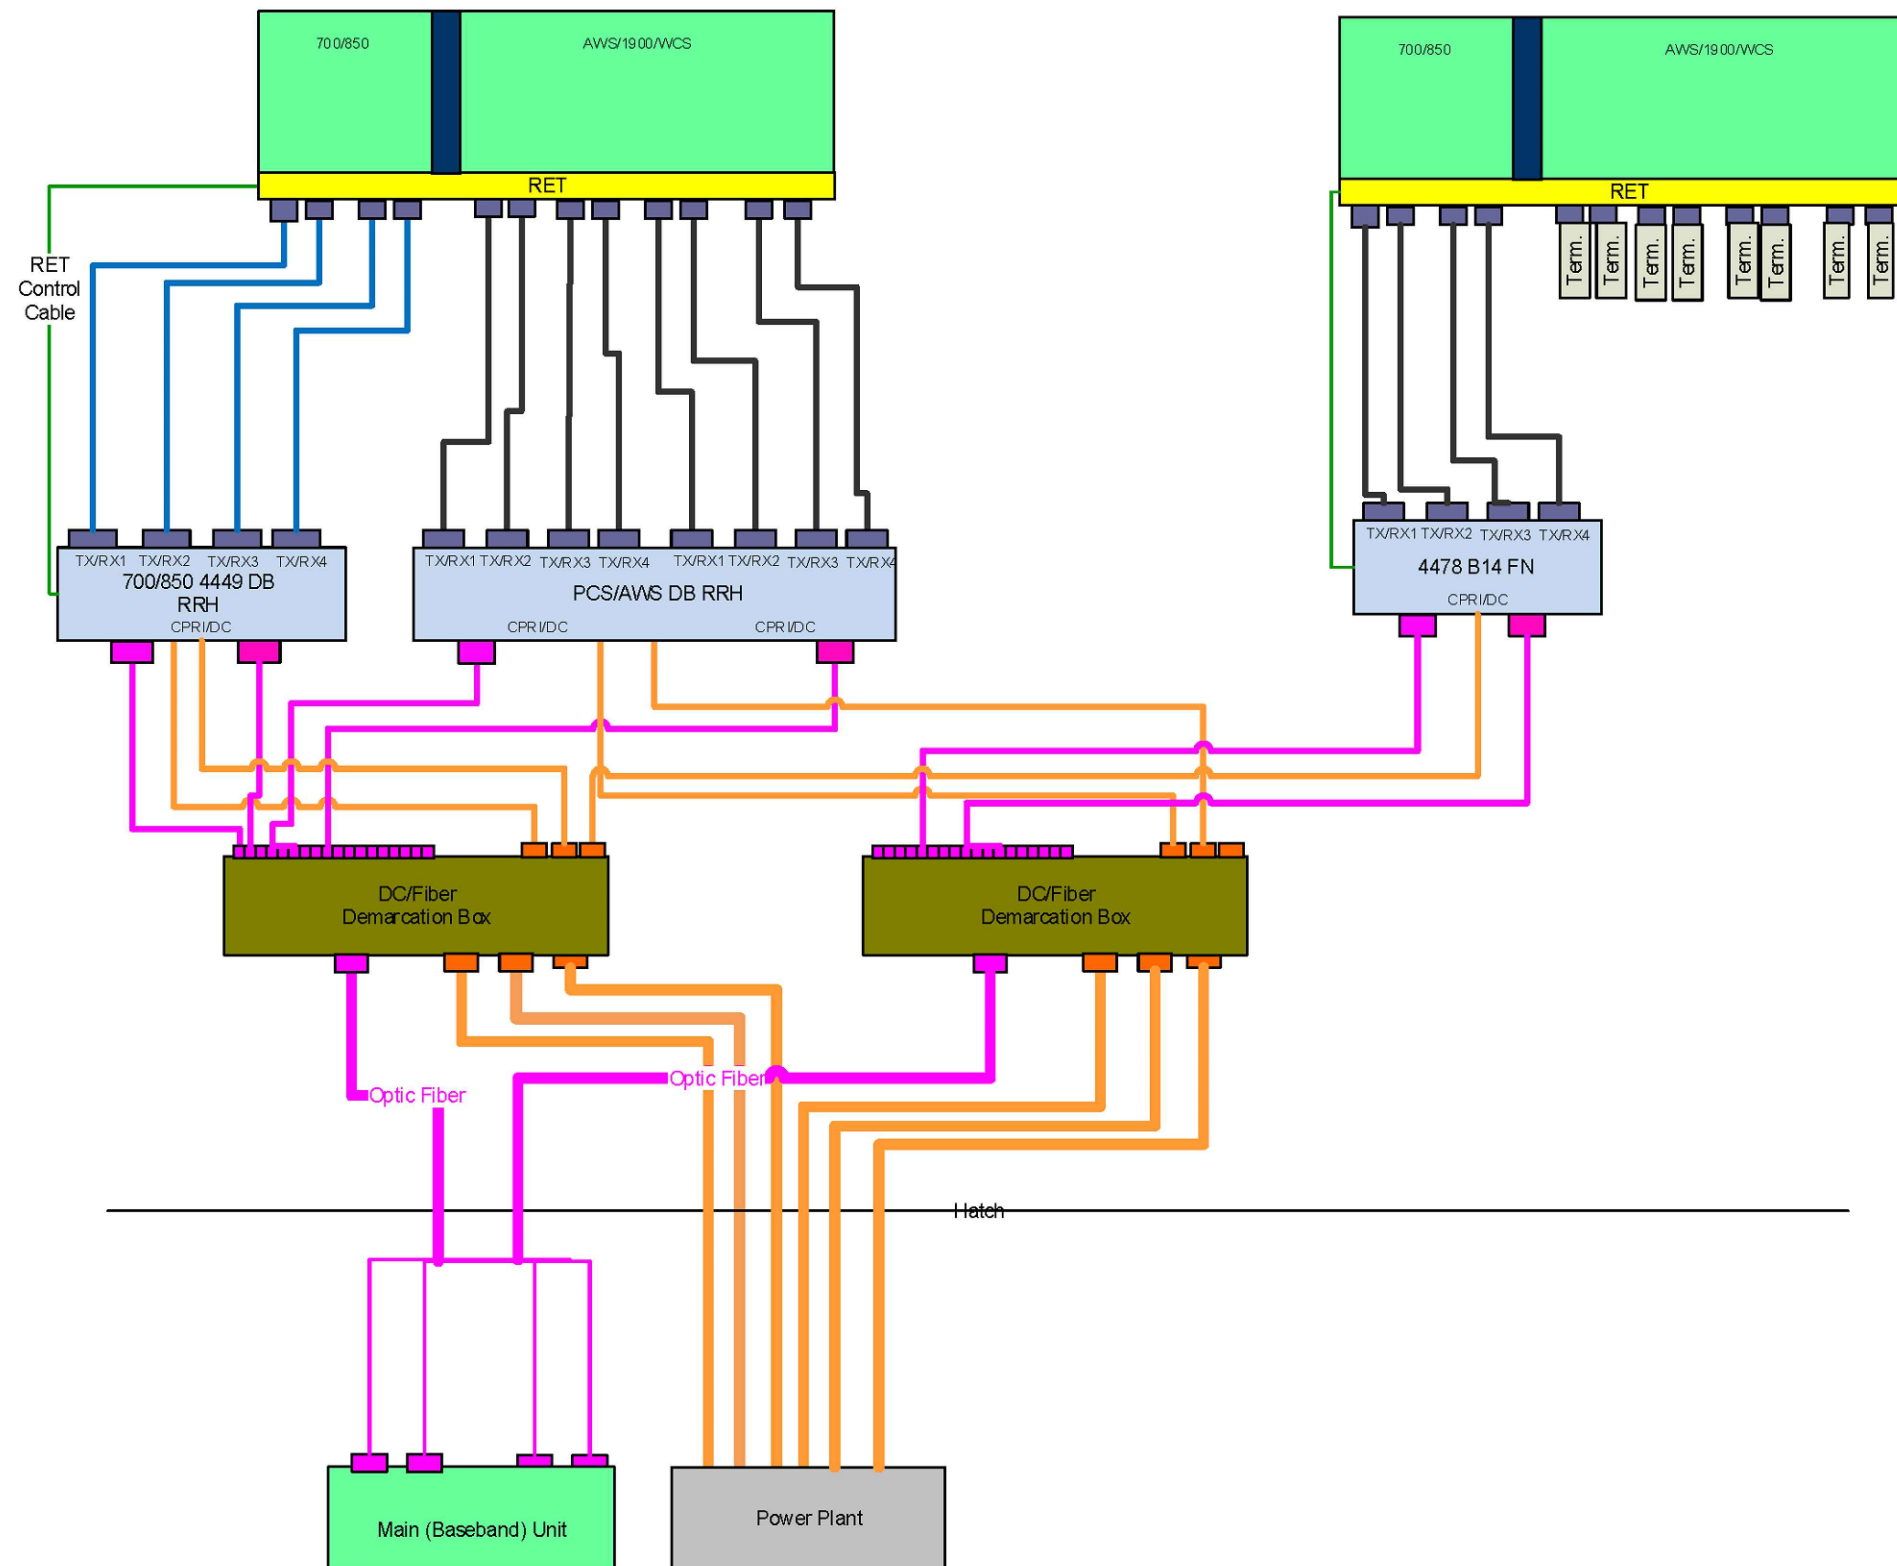 700/850
AWS/1900/WCS
RET
700/850
AWS/1900/WCS
RET
Term.
Term.
Term.
Term.
Term.
Term.
Term.
Term.
RET
Control
Cable
TX/RX1
TX/RX2
TX/RX3
TX/RX4
700/850 4449 DB
RRH
CPRI/DC
TX/RX1
TX/RX2
TX/RX3
TX/RX4
TX/RX1
TX/RX2
TX/RX3
TX/RX4
PCS/AWS DB RRH
CPRI/DC
CPRI/DC
TX/RX1
TX/RX2
TX/RX3
TX/RX4
4478 B14 FN
CPRI/DC
DC/Fiber
Demarcation Box
DC/Fiber
Demarcation Box
Optic Fiber
Optic Fiber
Hatch
Main (Baseband) Unit
Power Plant